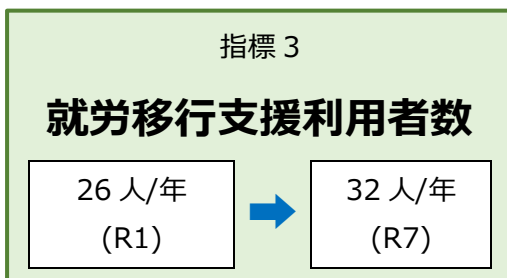 指標 3
就労移行支援利用者数
26 人/年
(R1)
32 人/年
(R7)